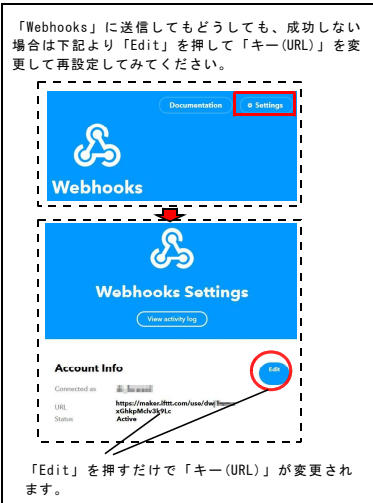 「Webhooks」に送信してもどうしても、成功しない
場合は下記より「Edit」を押して「キー(URL)」を変
更して再設定してみてください。
Documentation
Settings
Webhooks
Webhooks Settings
View activity log
Account Info
Edit
Connected as
URL
https://maker.ifttt.com/use/dwj
xGhkpMclv3k9Lc
Status
Active
「Edit」を押すだけで「キー(URL)」が変更され
ます。